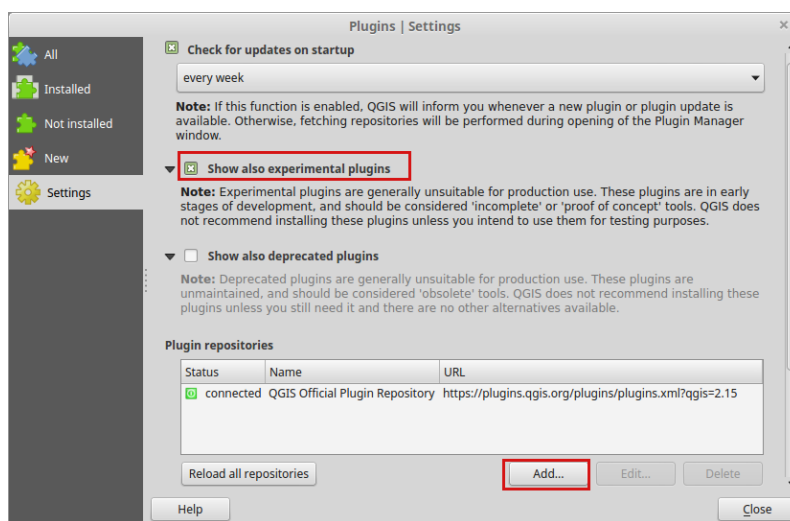 Plugins | Settings
All
Installed
Not installed
New
Settings
Check for updates on startup
every week
Note: If this function is enabled, QGIS will inform you whenever a new plugin or plugin update is
available. Otherwise, fetching repositories will be performed during opening of the Plugin Manager
window.
Show also experimental plugins
Note: Experimental plugins are generally unsuitable for production use. These plugins are in early
stages of development, and should be considered 'incomplete' or 'proof of concept' tools. QGIS does
not recommend installing these plugins unless you intend to use them for testing purposes.
Show also deprecated plugins
Note: Deprecated plugins are generally unsuitable for production use. These plugins are
unmaintained, and should be considered 'obsolete' tools. QGIS does not recommend installing these
plugins unless you still need it and there are no other alternatives available.
Plugin repositories
Status Name URL
connected QGIS Official Plugin Repository https://plugins.qgis.org/plugins/plugins.xml?qgis=2.15
Reload all repositories Add... Edit... Delete
Help Close